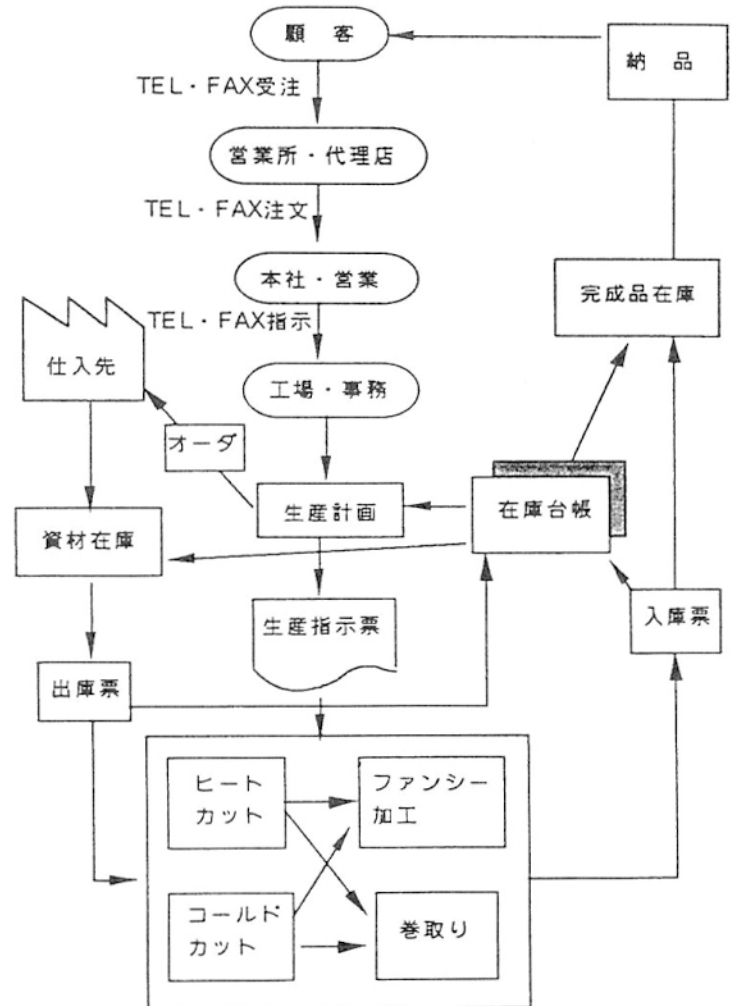 顧 客
納 品
TEL・FAX受注
営業所・代理店
TEL・FAX注文
本社・営業
完成品在庫
TEL・FAX指示
仕入先
工場・事務
オーダ
生産計画
在庫台帳
資材在庫
生産指示票
入庫票
出庫票
ヒート
カット
ファンシー
加工
コールド
カット
巻取り